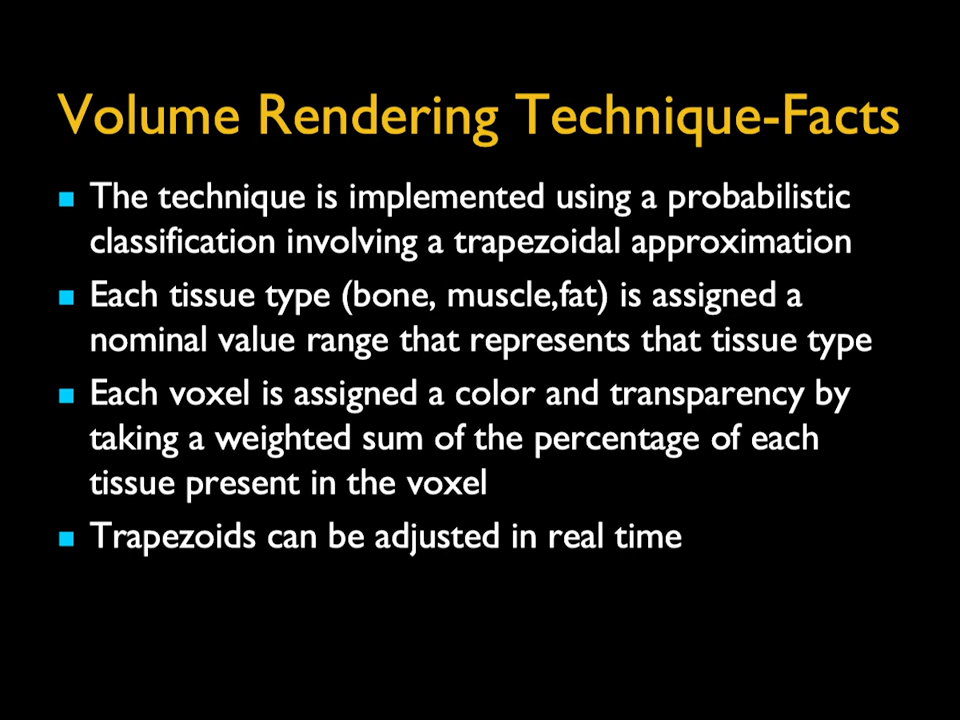 Volume Rendering Technique-Facts
The technique is implemented using a probabilistic
classification involving a trapezoidal approximation
Each tissue type (bone, muscle,fat) is assigned a
nominal value range that represents that tissue type
Each voxel is assigned a color and transparency by
taking a weighted sum of the percentage of each
tissue present in the voxel
Trapezoids can be adjusted in real time